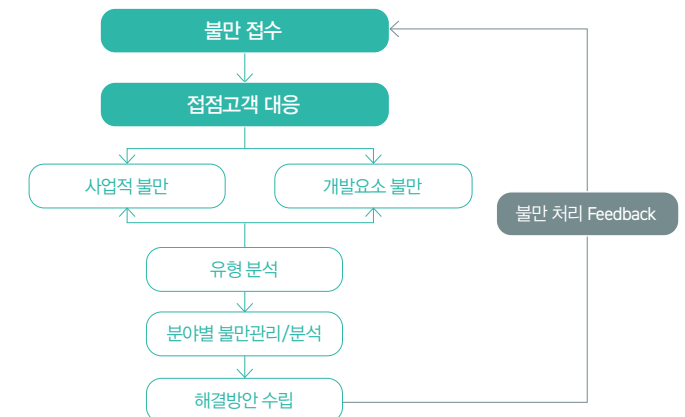 불만 접수
접점고객 대응
사업적 불만
개발요소 불만
불만 처리 Feedback
유형 분석
분야별 불만관리/분석
해결방안 수립